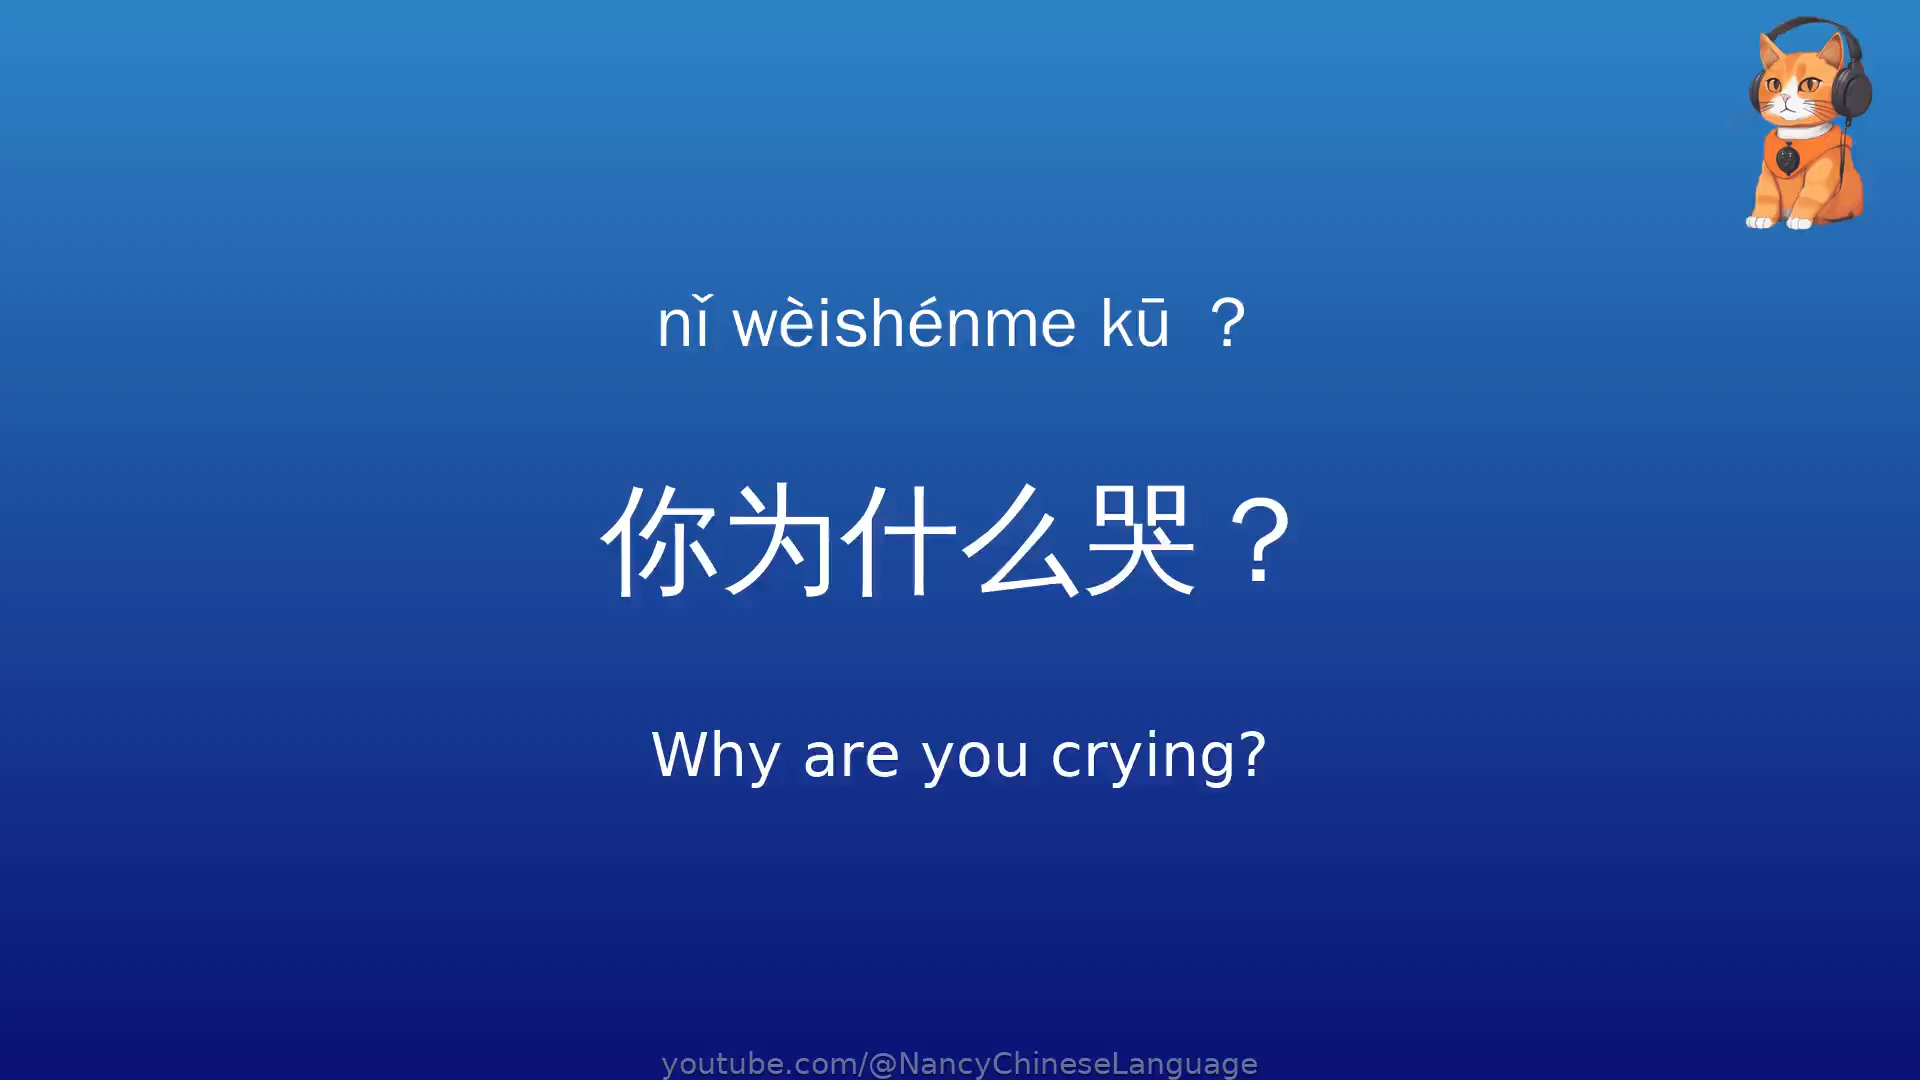 nǐ wèishénme kū ？
你为什么哭？
Why are you crying?
youtube.com/@NancyChineseLanguage